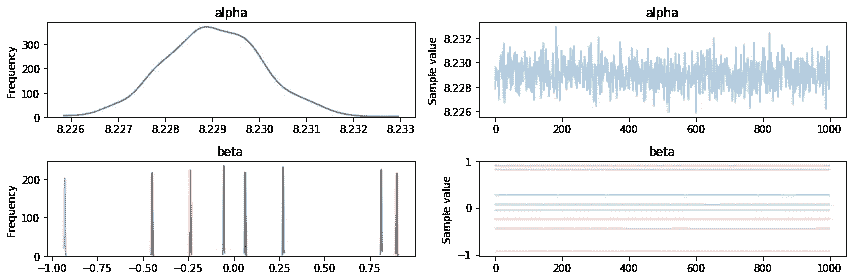 alpha
Frequency
300
200
100
0
8.226 8.227 8.228 8.229 8.230 8.231 8.232 8.233
alpha
Sample value
8.232
8.230
8.228
8.226
0 200 400 600 800 1000
beta
Frequency
200
100
0
−1.00 −0.75 −0.50 −0.25 0.00 0.25 0.50 0.75
beta
Sample value
1
0
−1
0 200 400 600 800 1000